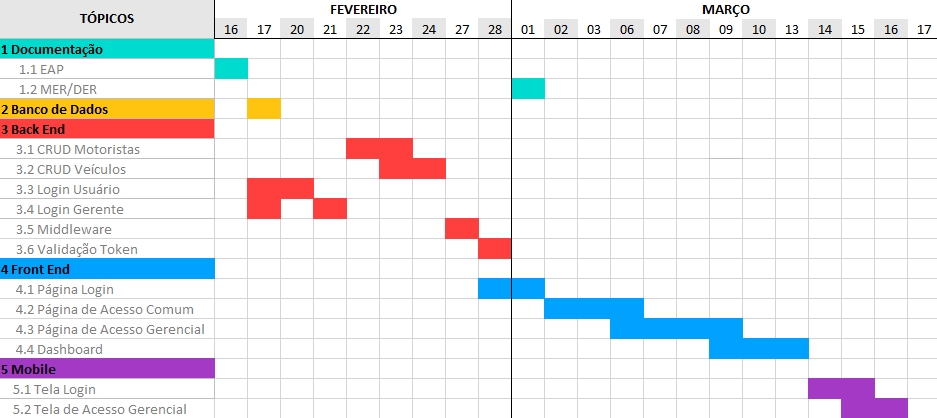 TÓPICOS
FEVEREIRO MARÇO
16 17 20 21 22 23 24 27 28 01 02 03 06 07 08 09 10 13 14 15 16 17
1 Documentação
1.1 EAP
1.2 MER/DER
2 Banco de Dados
3 Back End
3.1 CRUD Motoristas
3.2 CRUD Veículos
3.3 Login Usuário
3.4 Login Gerente
3.5 Middleware
3.6 Validação Token
4 Front End
4.1 Página Login
4.2 Página de Acesso Comum
4.3 Página de Acesso Gerencial
4.4 Dashboard
5 Mobile
5.1 Tela Login
5.2 Tela de Acesso Gerencial